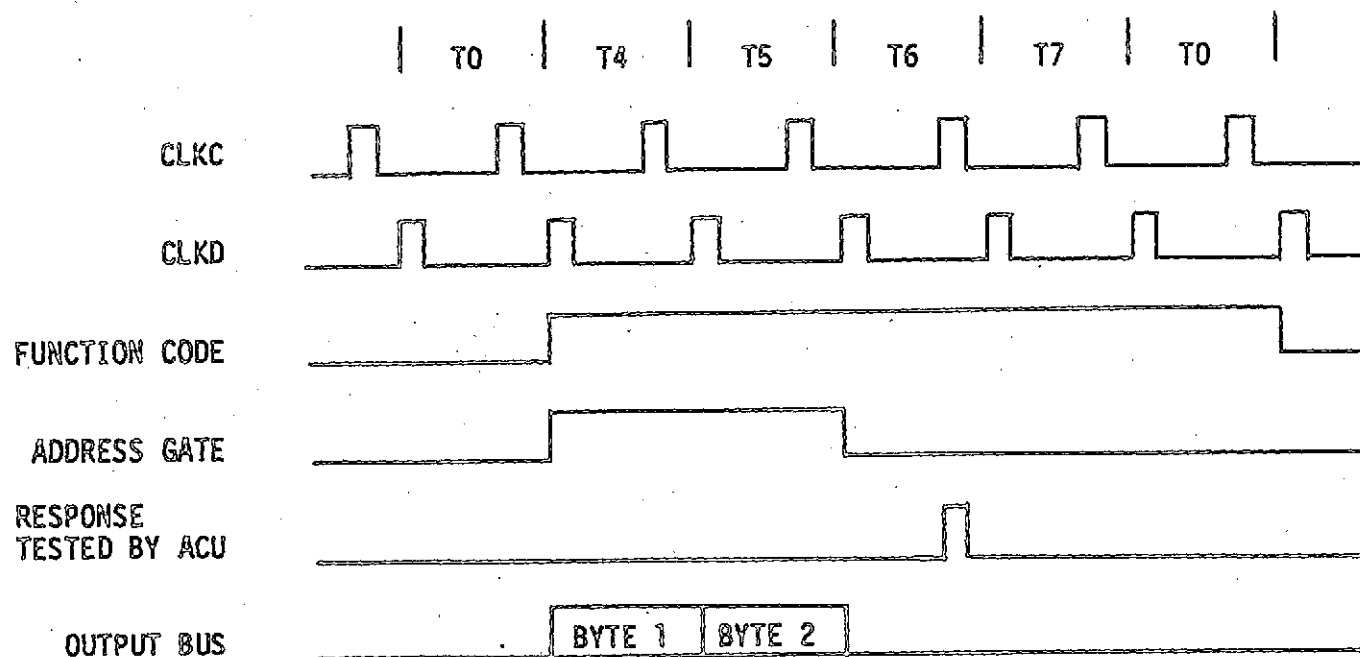 T0 T4 T5 T6 T7 T0
CLKC
CLKD
FUNCTION CODE
ADDRESS GATE
RESPONSE
TESTED BY ACU
OUTPUT BUS BYTE 1 BYTE 2